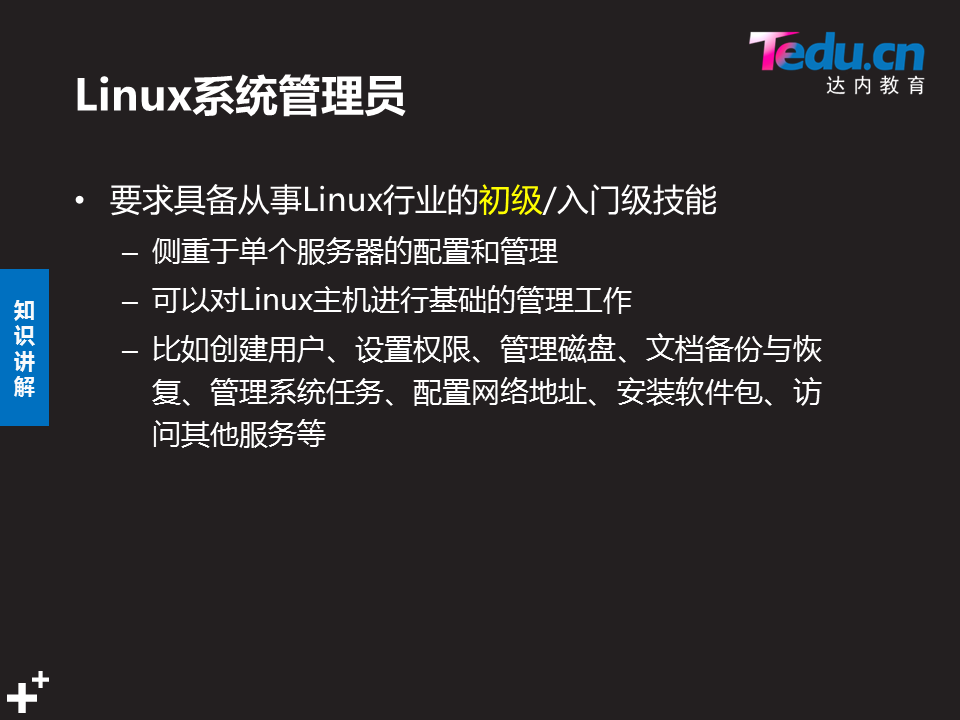 Tedu.cn
达内教育
Linux系统管理员
• 要求具备从事Linux行业的初级/入门级技能
– 侧重于单个服务器的配置和管理
– 可以对Linux主机进行基础的管理工作
– 比如创建用户、设置权限、管理磁盘、文档备份与恢
复、管理系统任务、配置网络地址、安装软件包、访
问其他服务等
知识讲解